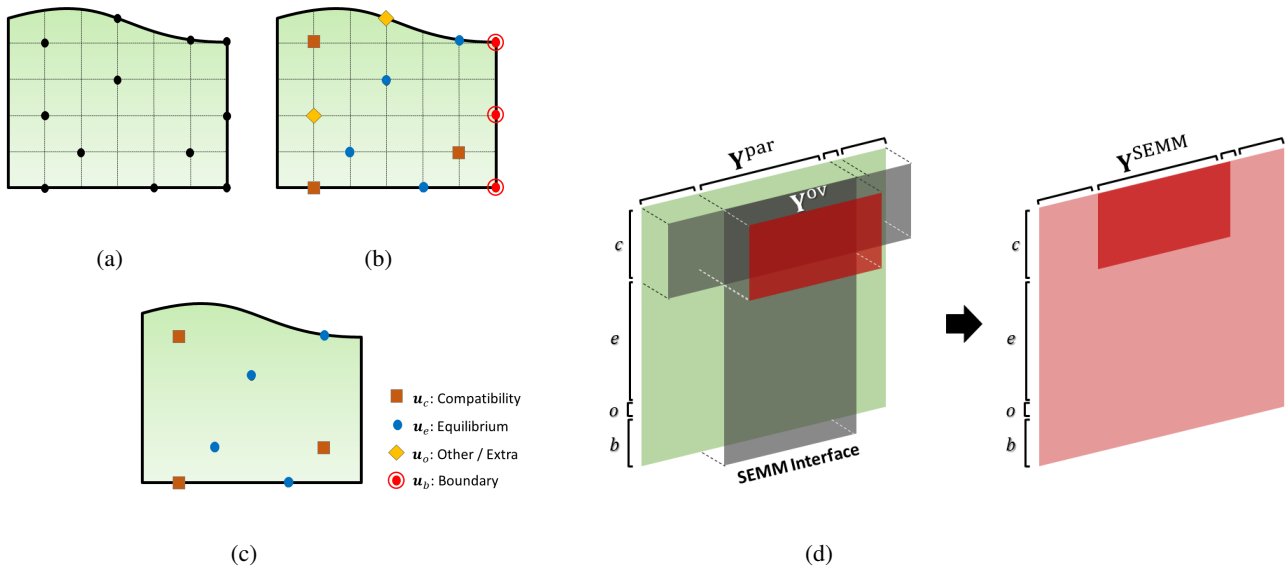 (a)
(b)
u_c: Compatibility
u_e: Equilibrium
u_o: Other / Extra
u_b: Boundary
(c)
Y^par
Y^ov
c
e
o
b
SEMM Interface
Y^SEMM
c
e
o
b
(d)